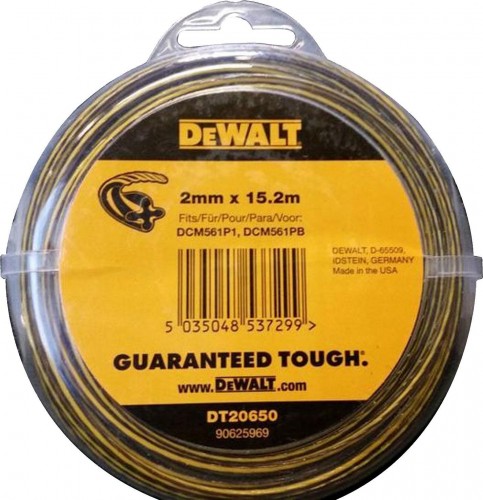 DEWALT
2mm x 15.2m
Fits/Für/Pour/Para/Voor:
DCM561P1, DCM561PB
DEWALT, D-65509,
IDSTEIN, GERMANY
Made in the USA
5 035048 537299 >
GUARANTEED TOUGH®.
www.DEWALT.com
DT20650
90625969